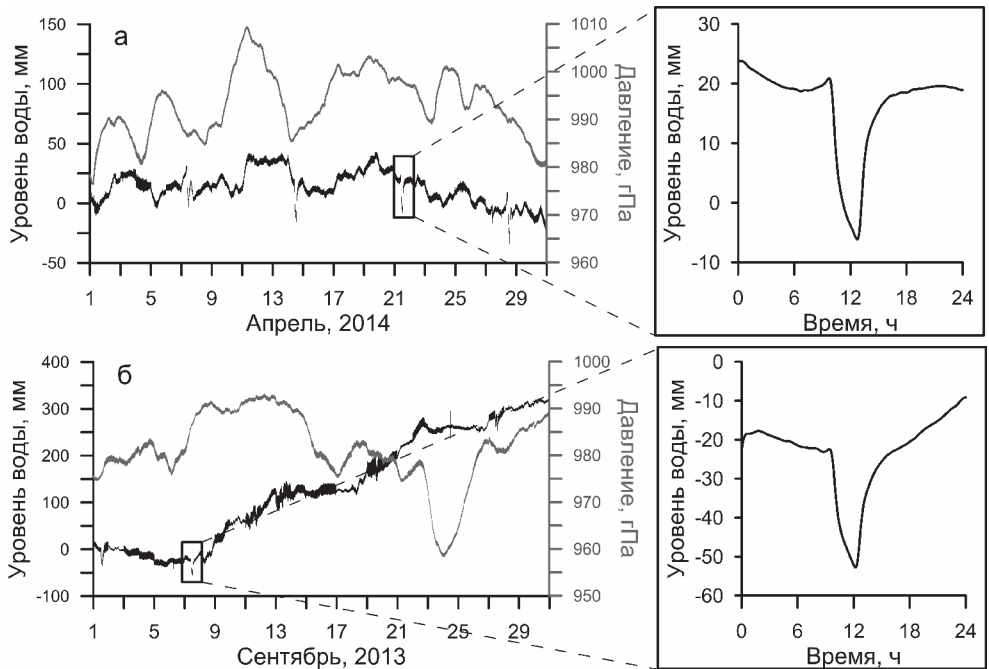 а
150
100
50
0
-50
Уровень воды, мм
1010
1000
990
980
970
960
Давление, гПа
1 5 9 13 17 21 25 29
Апрель, 2014
30
20
10
0
-10
Уровень воды, мм
0 6 12 18 24
Время, ч
б
400
300
200
100
0
-100
Уровень воды, мм
1000
990
980
970
960
950
Давление, гПа
1 5 9 13 17 21 25 29
Сентябрь, 2013
0
-10
-20
-30
-40
-50
-60
Уровень воды, мм
0 6 12 18 24
Время, ч